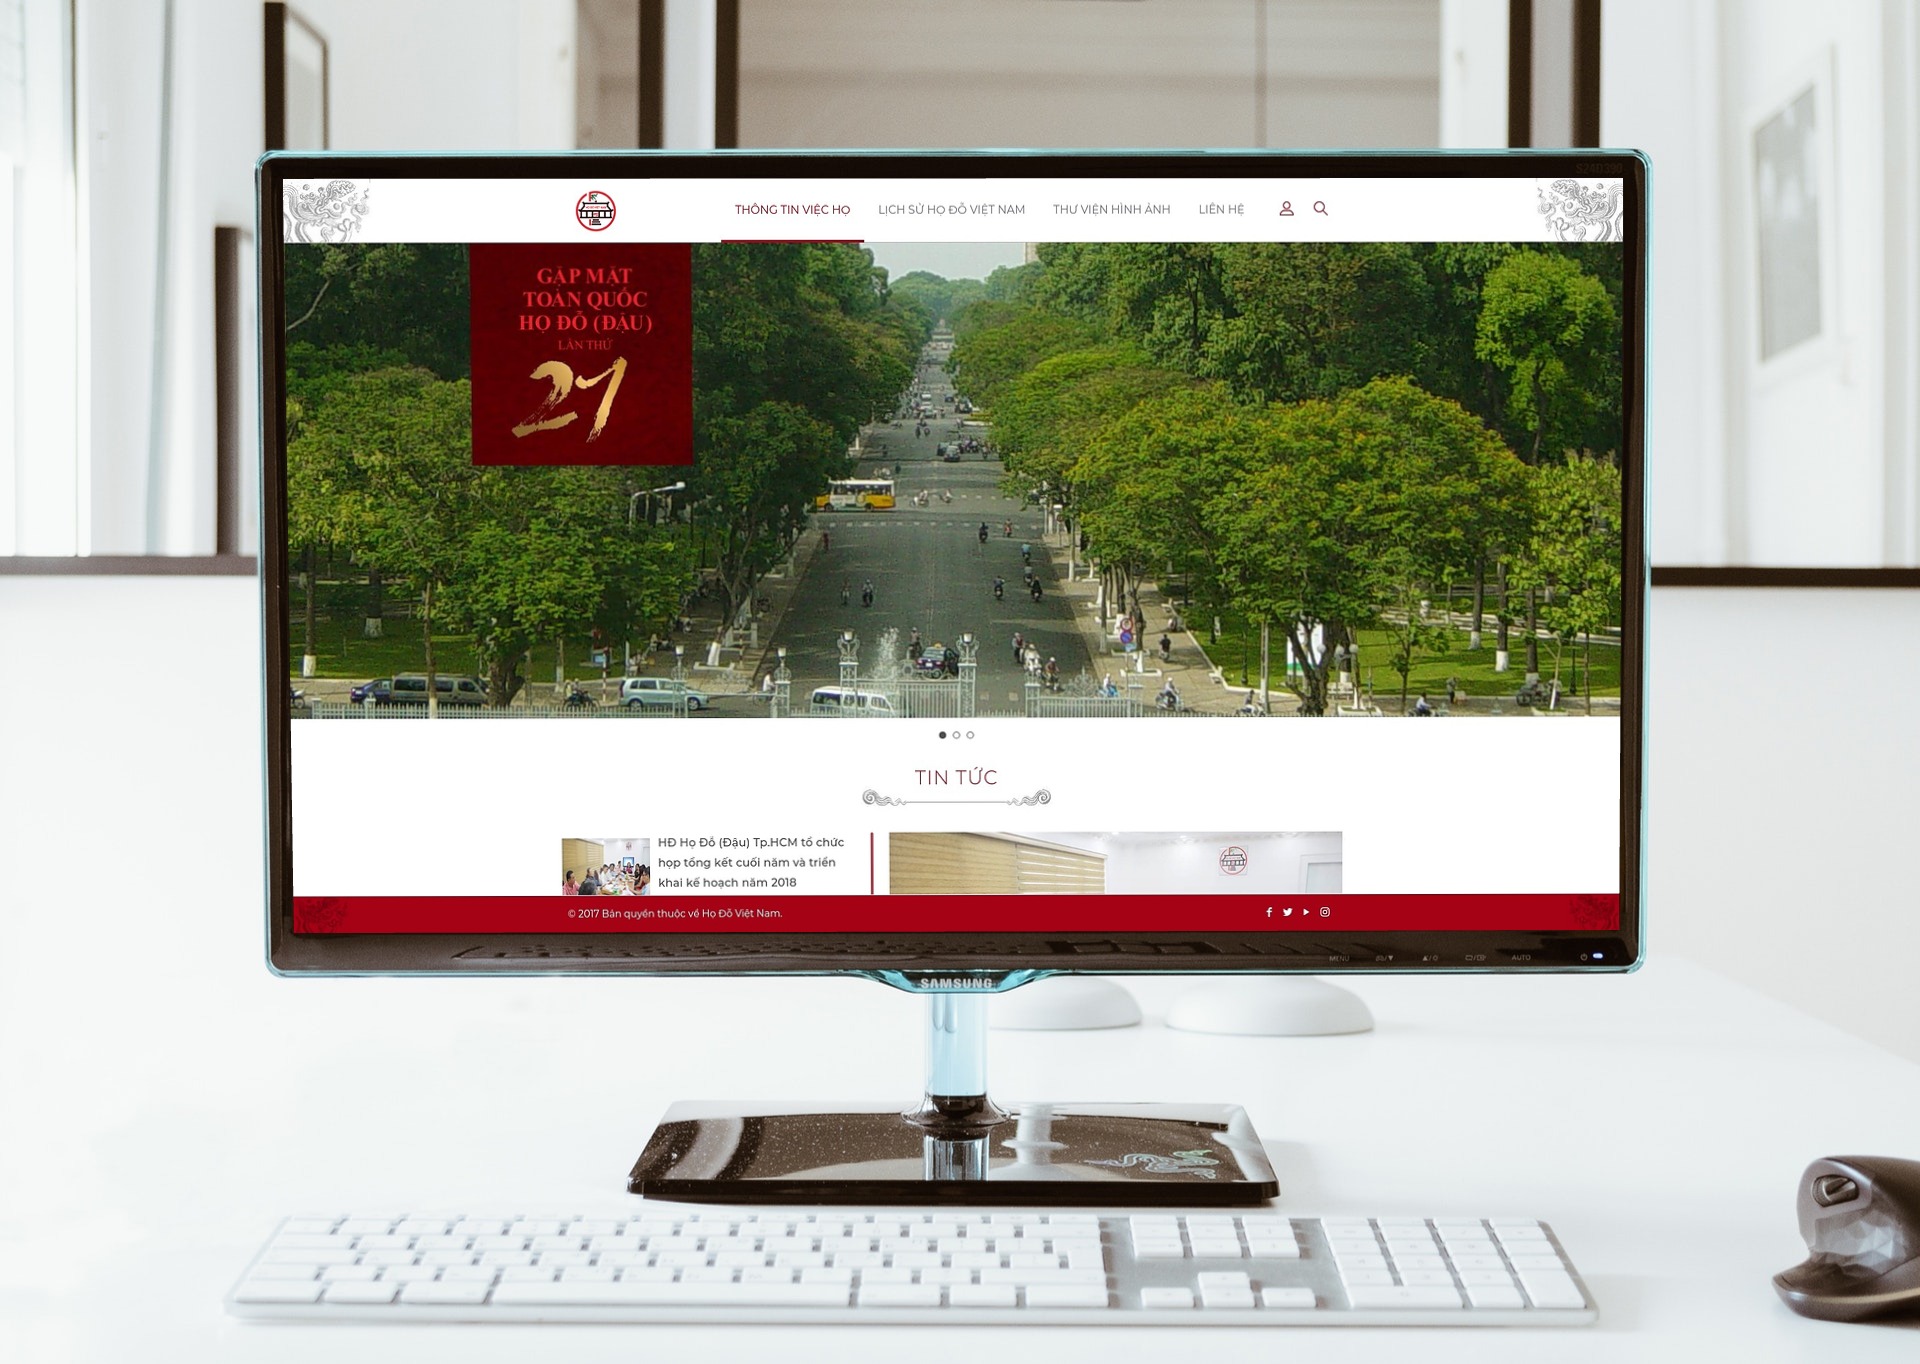 S24D390
THÔNG TIN VIỆC HỌ
LỊCH SỬ HỌ ĐỖ VIỆT NAM
THƯ VIỆN HÌNH ẢNH
LIÊN HỆ
GẶP MẶT
TOÀN QUỐC
HỌ ĐỖ (ĐẬU)
LẦN THỨ
21
TIN TỨC
HĐ Họ Đỗ (Đậu) Tp.HCM tổ chức
họp tổng kết cuối năm và triển
khai kế hoạch năm 2018
© 2017 Bản quyền thuộc về Họ Đỗ Việt Nam.
MENU
AUTO
SAMSUNG